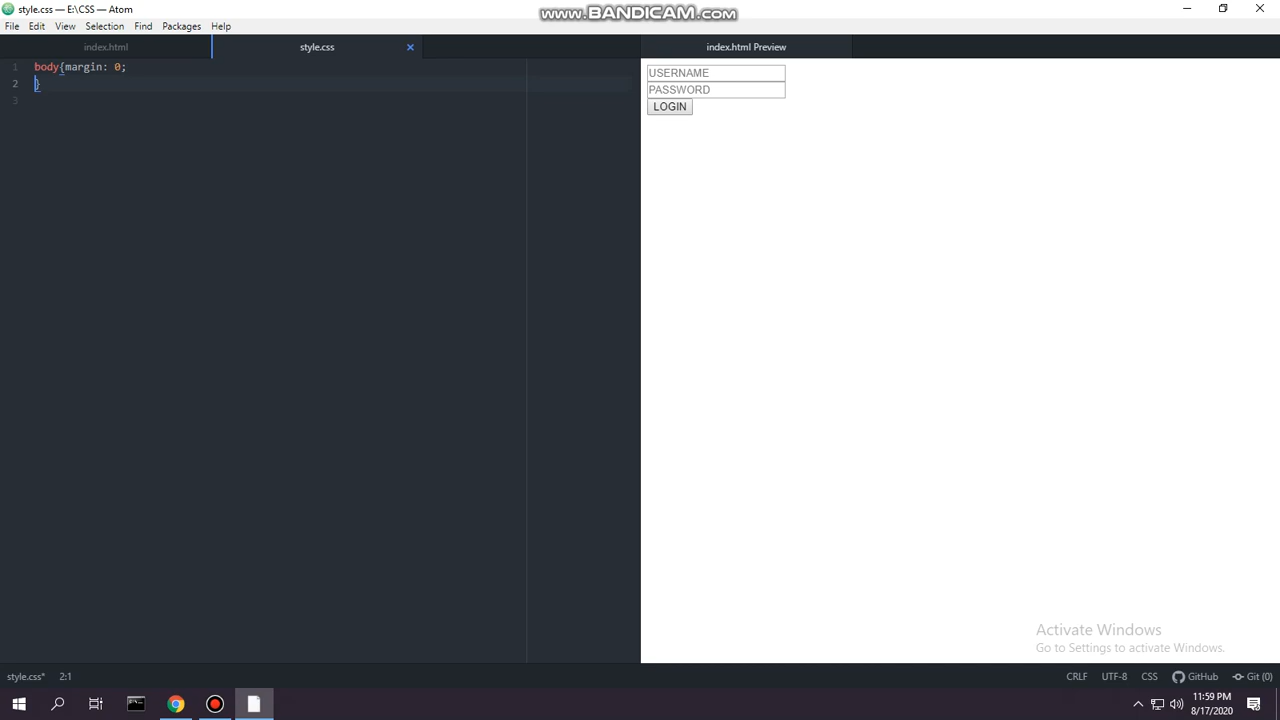 style.css — E:\CSS — Atom
www.BANDICAM.com
File Edit View Selection Find Packages Help
index.html
style.css
index.html Preview
1 body{margin: 0;
2 }
3
USERNAME
PASSWORD
LOGIN
Activate Windows
Go to Settings to activate Windows.
style.css* 2:1
CRLF UTF-8 CSS GitHub Git (0)
11:59 PM
8/17/2020